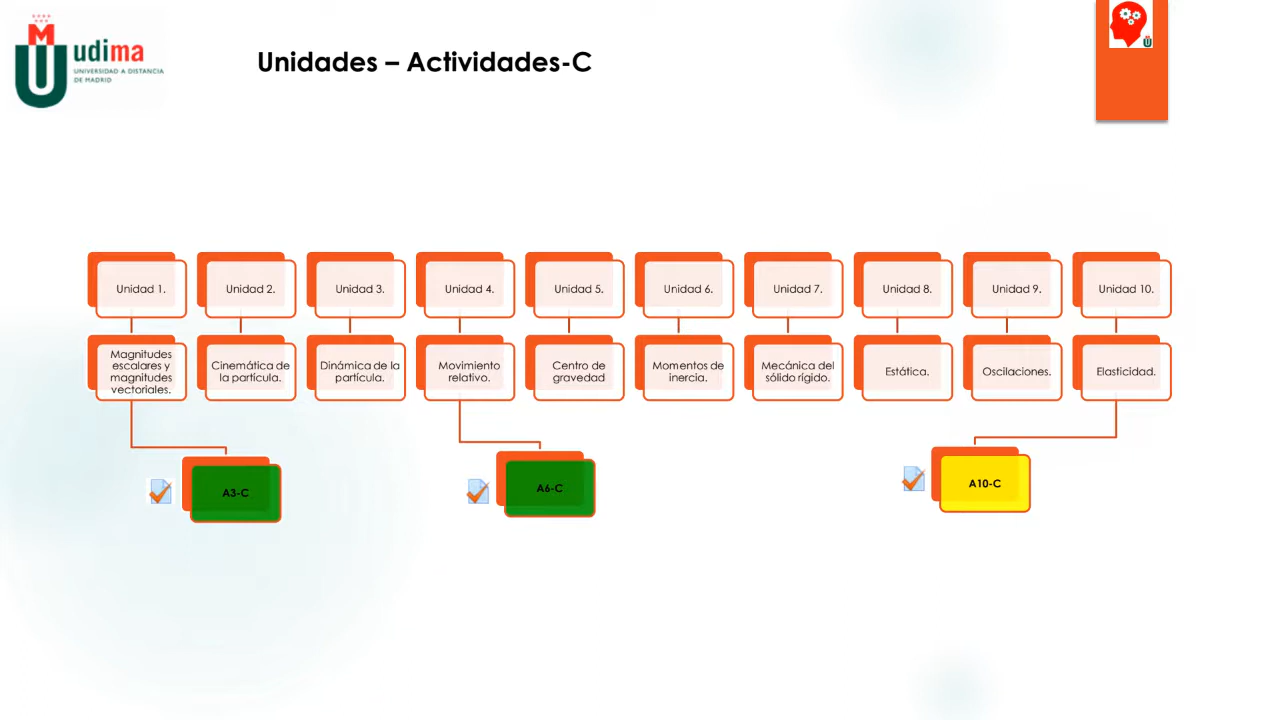 udima
UNIVERSIDAD A DISTANCIA
DE MADRID
Unidades – Actividades-C
Unidad 1.
Unidad 2.
Unidad 3.
Unidad 4.
Unidad 5.
Unidad 6.
Unidad 7.
Unidad 8.
Unidad 9.
Unidad 10.
Magnitudes
escalares y
magnitudes
vectoriales.
Cinemática de
la partícula.
Dinámica de la
partícula.
Movimiento
relativo.
Centro de
gravedad
Momentos de
inercia.
Mecánica del
sólido rígido.
Estática.
Oscilaciones.
Elasticidad.
A3-C
A6-C
A10-C